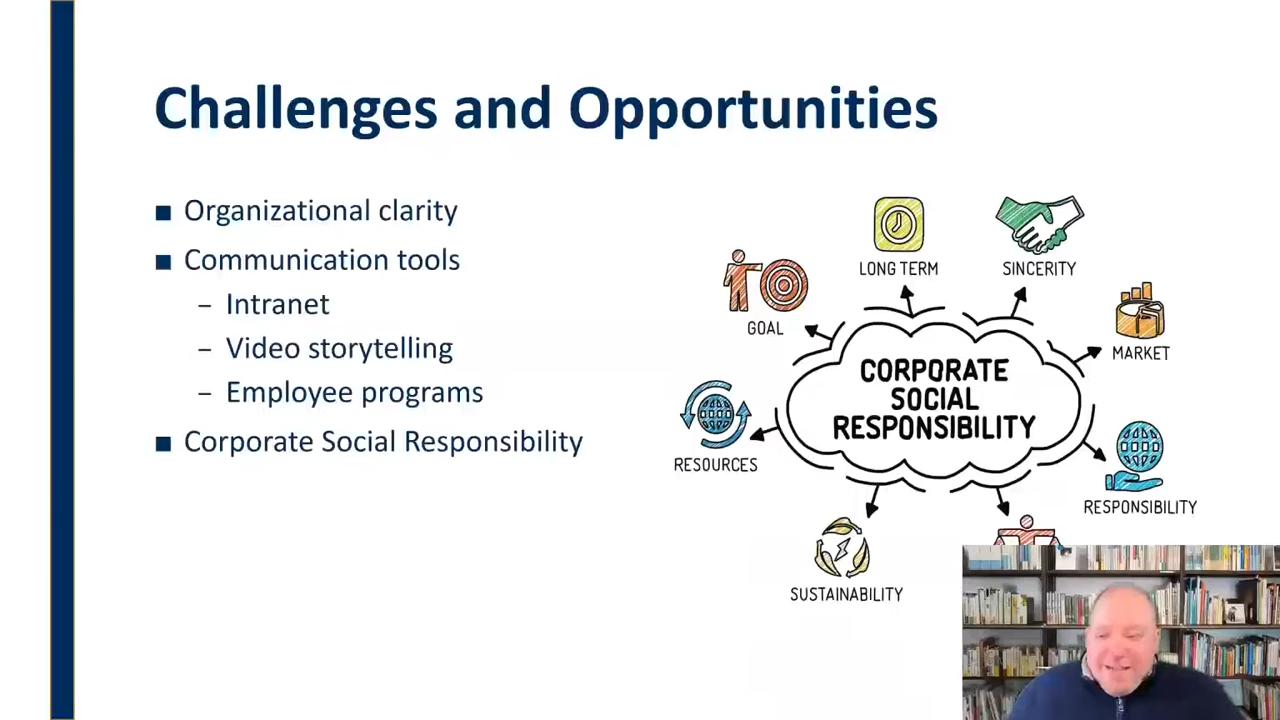 Challenges and Opportunities
■ Organizational clarity
■ Communication tools
– Intranet
– Video storytelling
– Employee programs
■ Corporate Social Responsibility
LONG TERM
SINCERITY
GOAL
MARKET
CORPORATE
SOCIAL
RESPONSIBILITY
RESOURCES
RESPONSIBILITY
SUSTAINABILITY